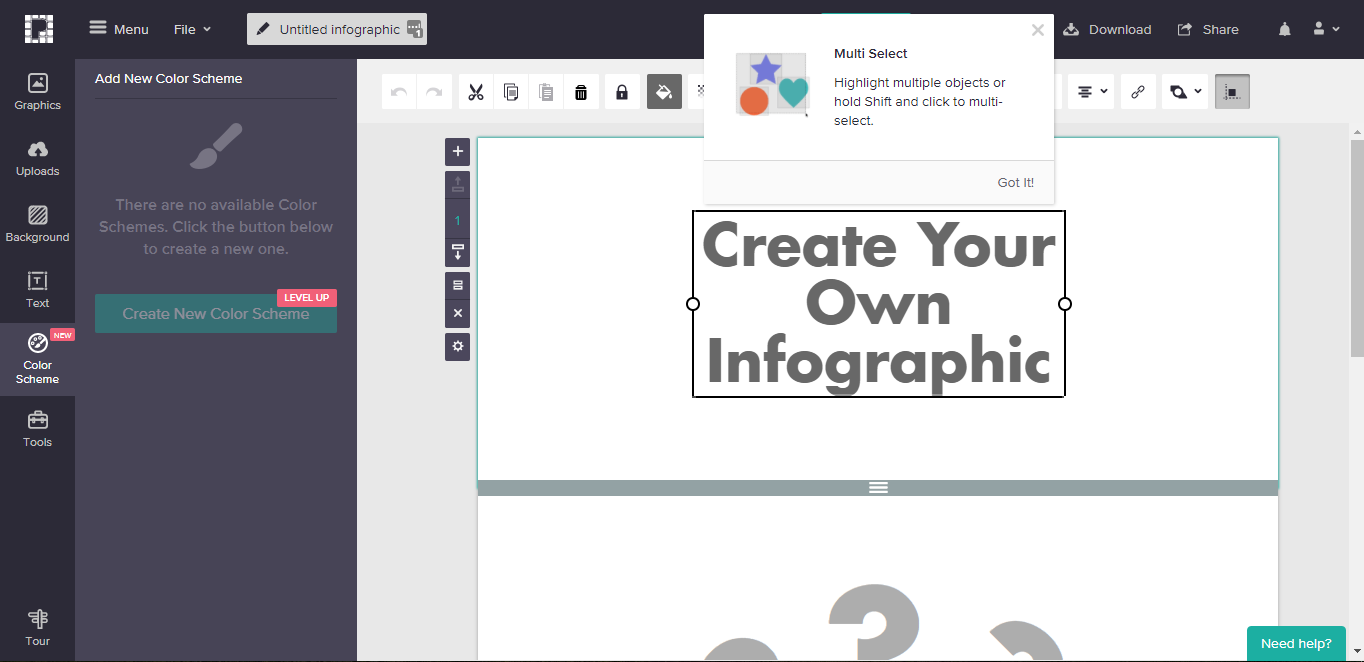 Menu
File
Untitled infographic
1
Download
Share
Graphics
Uploads
Background
Text
NEW
Color
Scheme
Tools
Tour
Add New Color Scheme
There are no available Color
Schemes. Click the button below
to create a new one.
LEVEL UP
Create New Color Scheme
Multi Select
Highlight multiple objects or
hold Shift and click to multi-
select.
Got It!
1
Create Your
Own
Infographic
?
Need help?